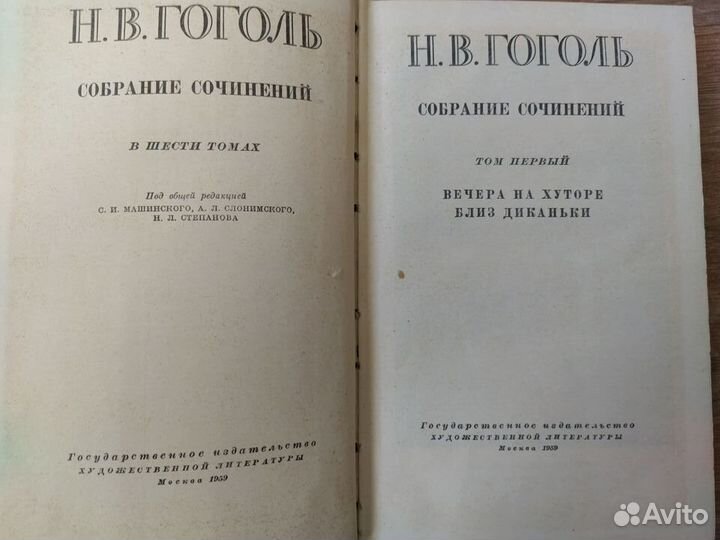 Н. В. ГОГОЛЬ
СОБРАНИЕ СОЧИНЕНИЙ
В ШЕСТИ ТОМАХ
Под общей редакцией
С. И. МАШИНСКОГО, А. Л. СЛОНИМСКОГО,
Н. Л. СТЕПАНОВА
Государственное издательство
ХУДОЖЕСТВЕННОЙ ЛИТЕРАТУРЫ
Москва 1959
Н. В. ГОГОЛЬ
СОБРАНИЕ СОЧИНЕНИЙ
ТОМ ПЕРВЫЙ
ВЕЧЕРА НА ХУТОРЕ
БЛИЗ ДИКАНЬКИ
Государственное издательство
ХУДОЖЕСТВЕННОЙ ЛИТЕРАТУРЫ
Москва 1959
Avito